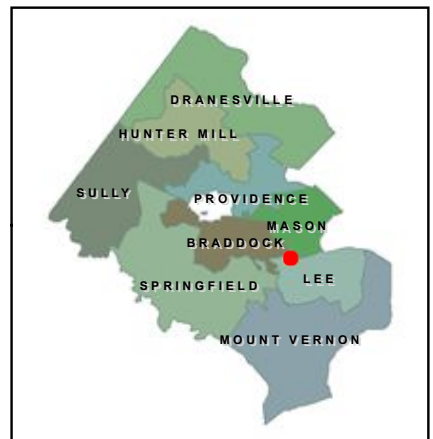 DRANESVILLE
HUNTER MILL
SULLY
PROVIDENCE
MASON
BRADDOCK
LEE
SPRINGFIELD
MOUNT VERNON